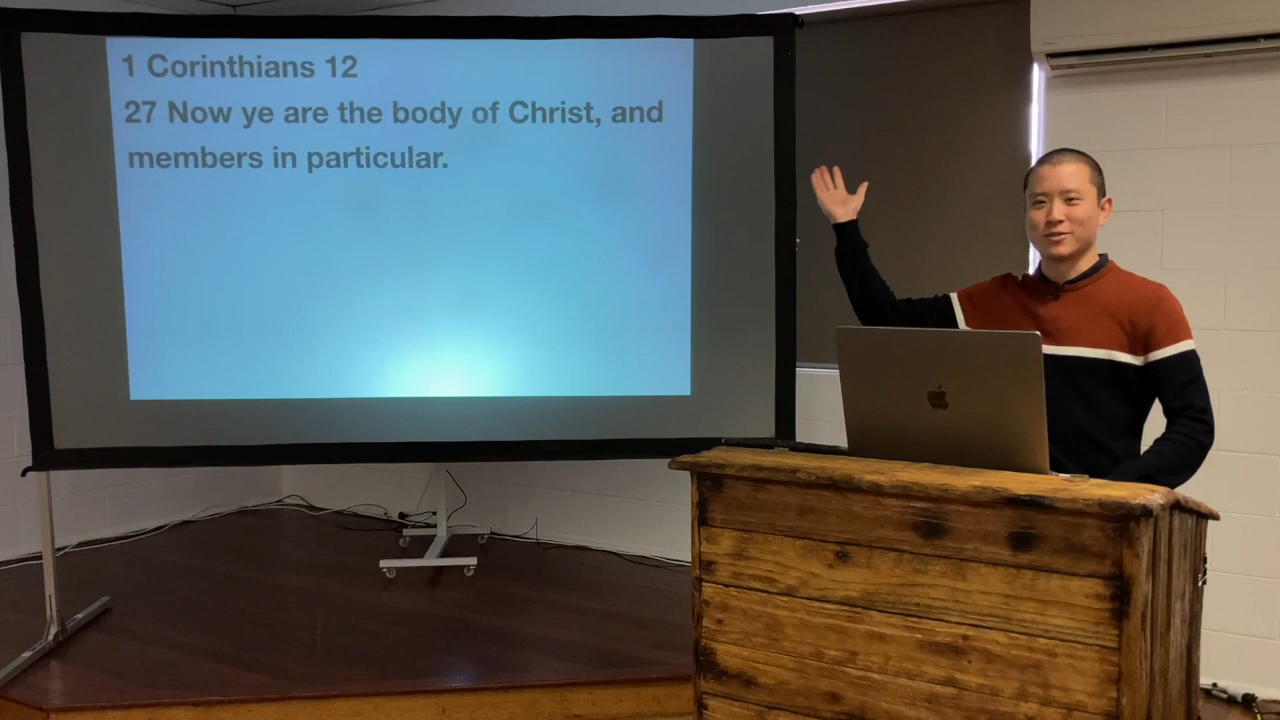 1 Corinthians 12
27 Now ye are the body of Christ, and
members in particular.